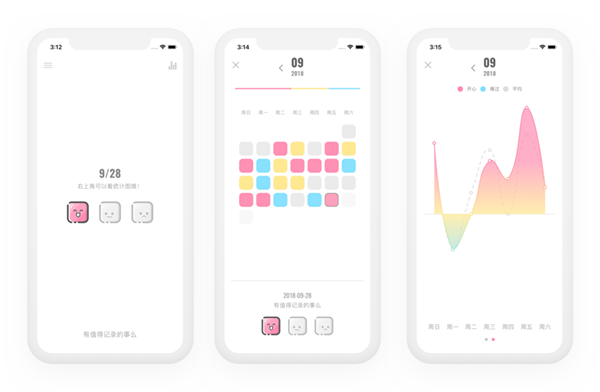 3:12
9/28
右上角可以看统计图哦!
有值得记录的事么
3:14
09
2018
周日 周一 周二 周三 周四 周五 周六
2018-09-28
有值得记录的事么
3:15
09
2018
开心 难过 平均
周日 周一 周二 周三 周四 周五 周六